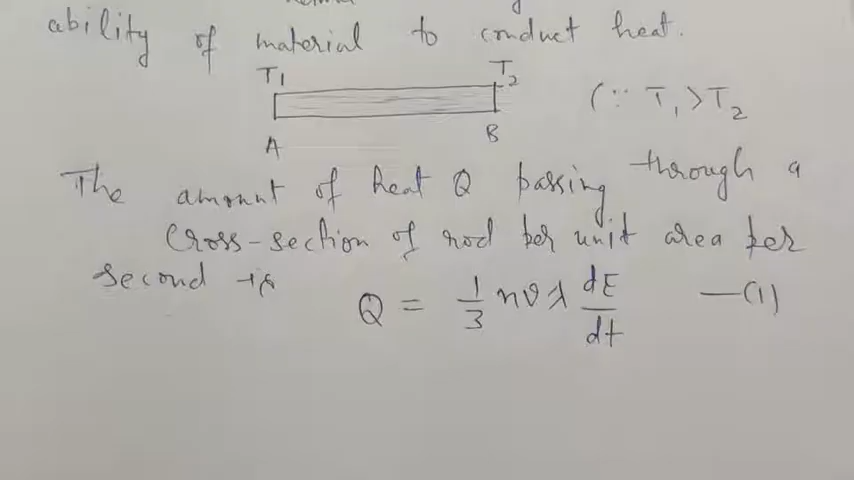 ability of material to conduct heat.
T1 T2
(∵ T1 > T2
A B
The amount of heat Q passing through a
cross-section of rod per unit area per
second is
Q = 1/3 nvλ dE/dt —(1)